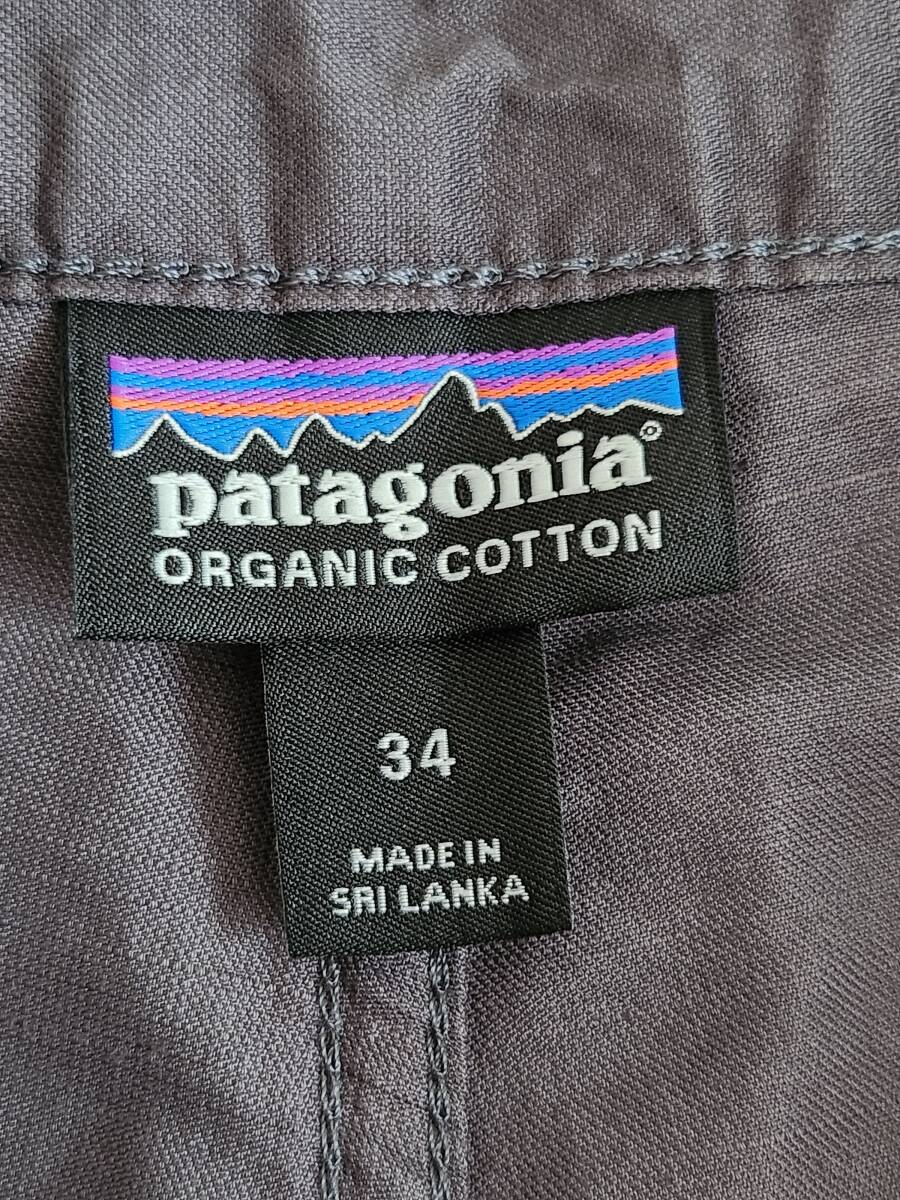 patagonia®
ORGANIC COTTON
34
MADE IN
SRI LANKA